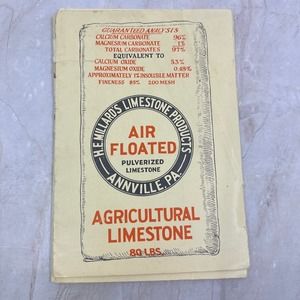 GUARANTEED ANALYSIS
CALCIUM CARBONATE 96%
MAGNESIUM CARBONATE 1%
TOTAL CARBONATES 97%
EQUIVALENT TO
CALCIUM OXIDE 53%
MAGNESIUM OXIDE 0.48%
APPROXIMATELY 1% INSOLUBLE MATTER
FINENESS 85% 200 MESH
H.E. MILLARD'S LIMESTONE PRODUCTS
AIR
FLOATED
PULVERIZED
LIMESTONE
ANNVILLE, PA.
AGRICULTURAL
LIMESTONE
80 LBS.